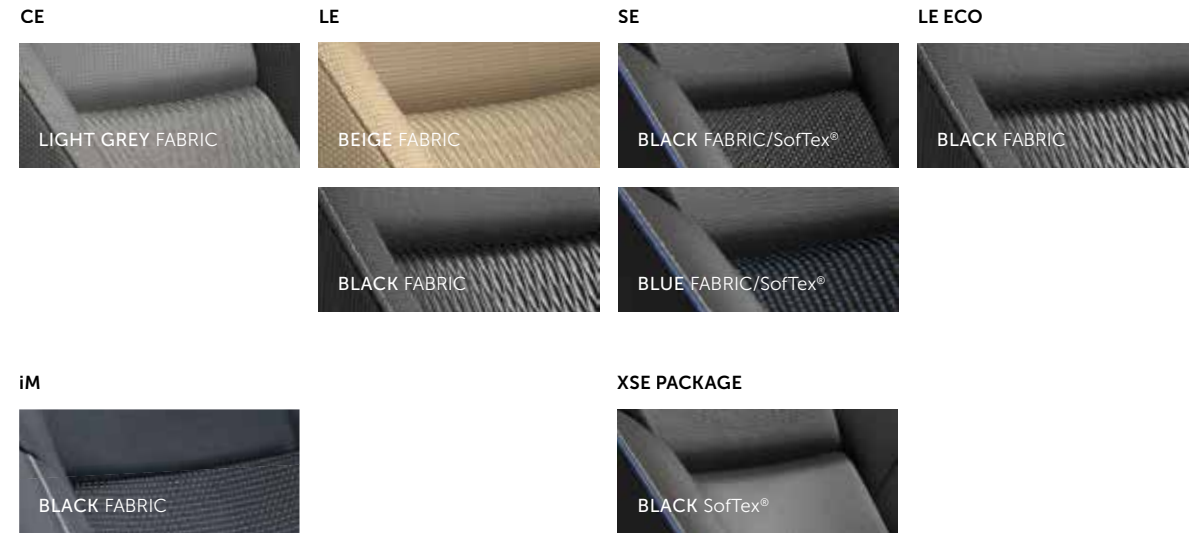 CE
LE
SE
LE ECO
LIGHT GREY FABRIC
BEIGE FABRIC
BLACK FABRIC/SofTex®
BLACK FABRIC
BLACK FABRIC
BLUE FABRIC/SofTex®
iM
XSE PACKAGE
BLACK FABRIC
BLACK SofTex®